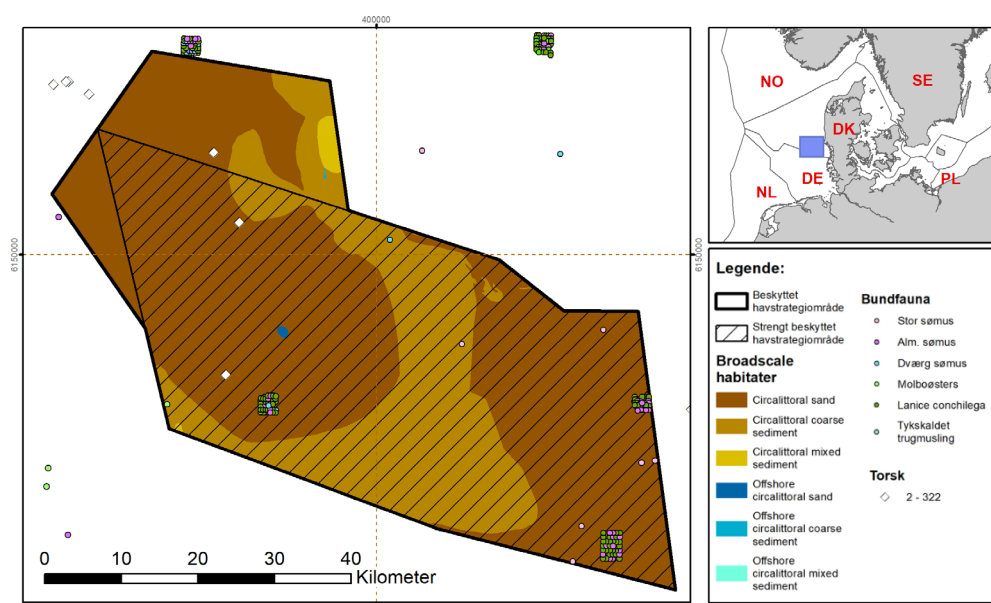 400000
6150000
6150000
0 10 20 30 40
Kilometer
NO
SE
DK
DE
NL
PL
Legende:
Beskyttet
havstrategiområde
Strengt beskyttet
havstrategiområde
Broadscale
habitater
Circalittoral sand
Circalittoral coarse
sediment
Circalittoral mixed
sediment
Offshore
circalittoral sand
Offshore
circalittoral coarse
sediment
Offshore
circalittoral mixed
sediment
Bundfauna
Stor sømus
Alm. sømus
Dværg sømus
Molboøsters
Lanice conchilega
Tykskaldet
trugmusling
Torsk
2 - 322